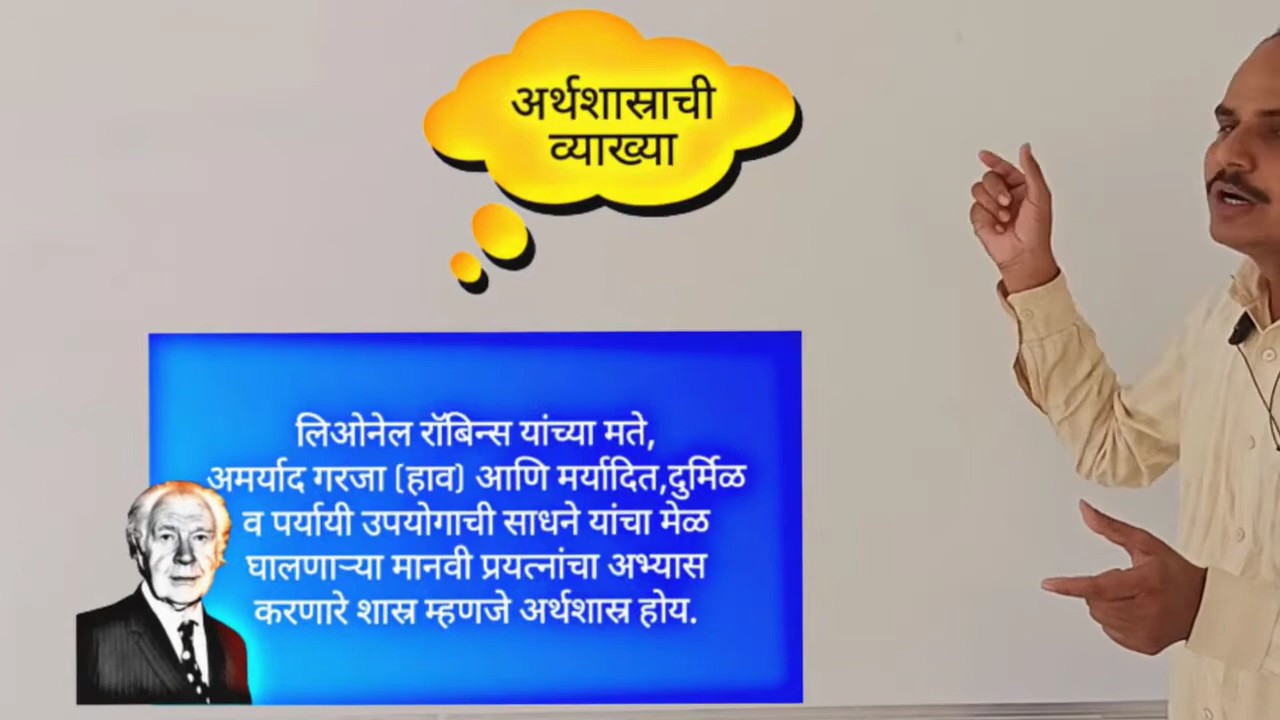 अर्थशास्राची
व्याख्या
लिओनेल रॉबिन्स यांच्या मते,
अमर्याद गरजा (हाव) आणि मर्यादित,दुर्मिळ
व पर्यायी उपयोगाची साधने यांचा मेळ
घालणाऱ्या मानवी प्रयत्नांचा अभ्यास
करणारे शास्र म्हणजे अर्थशास्र होय.